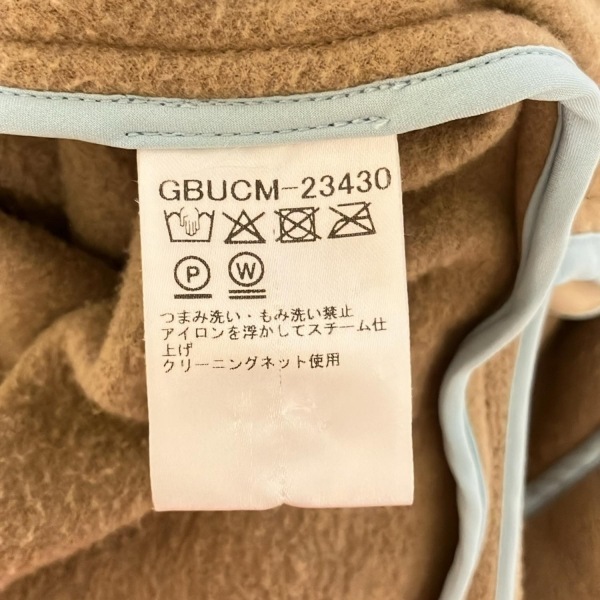 GBUCM-23430
P W
つまみ洗い・もみ洗い禁止
アイロンを浮かしてスチーム仕
上げ
クリーニングネット使用